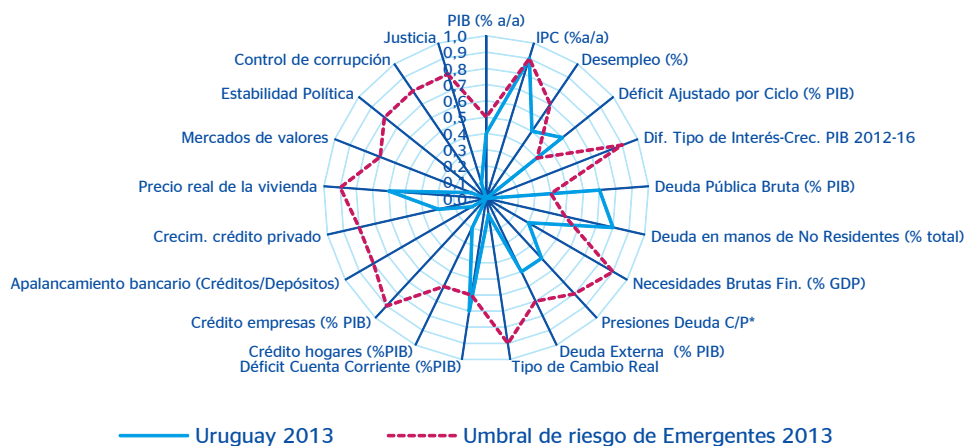 PIB (% a/a)
IPC (%a/a)
Desempleo (%)
Déficit Ajustado por Ciclo (% PIB)
Dif. Tipo de Interés-Crec. PIB 2012-16
Deuda Pública Bruta (% PIB)
Deuda en manos de No Residentes (% total)
Necesidades Brutas Fin. (% GDP)
Presiones Deuda C/P*
Deuda Externa (% PIB)
Tipo de Cambio Real
Déficit Cuenta Corriente (%PIB)
Crédito hogares (%PIB)
Crédito empresas (% PIB)
Apalancamiento bancario (Créditos/Depósitos)
Crecim. crédito privado
Precio real de la vivienda
Mercados de valores
Estabilidad Política
Control de corrupción
Justicia
1,0
0,9
0,8
0,7
0,6
0,5
0,4
0,3
0,2
0,1
0,0
Uruguay 2013
Umbral de riesgo de Emergentes 2013